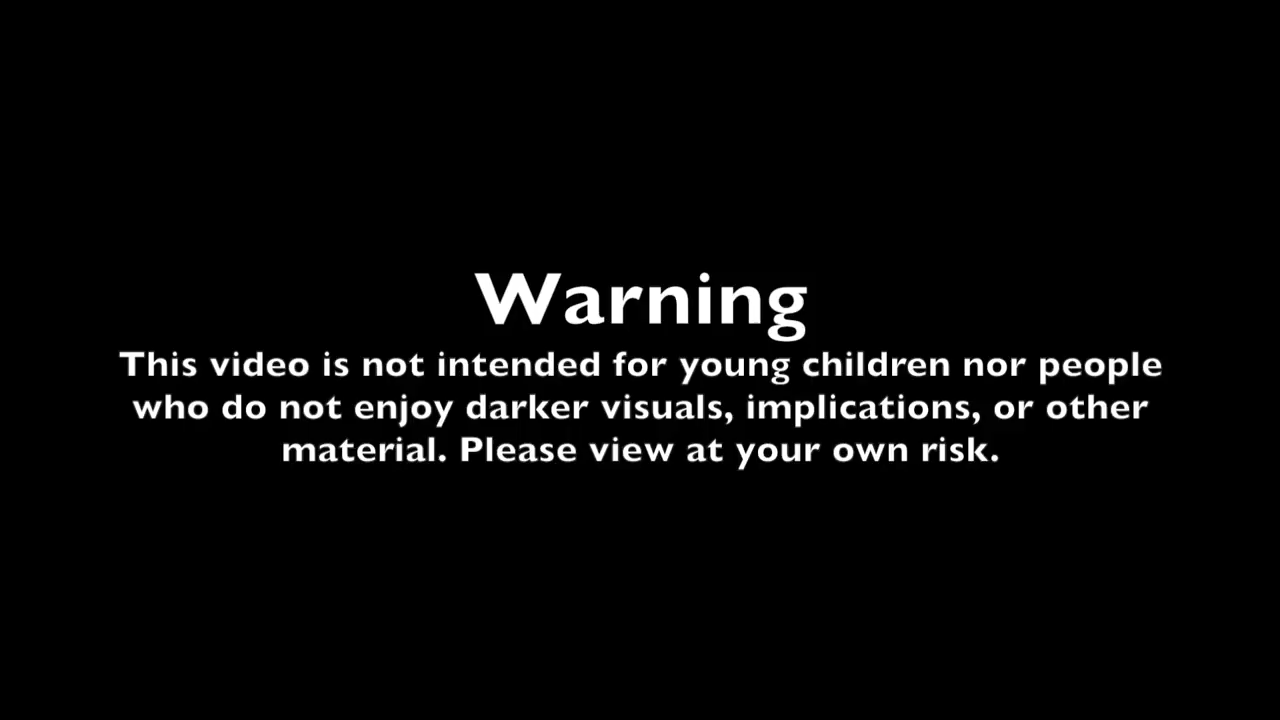 Warning
This video is not intended for young children nor people
who do not enjoy darker visuals, implications, or other
material. Please view at your own risk.